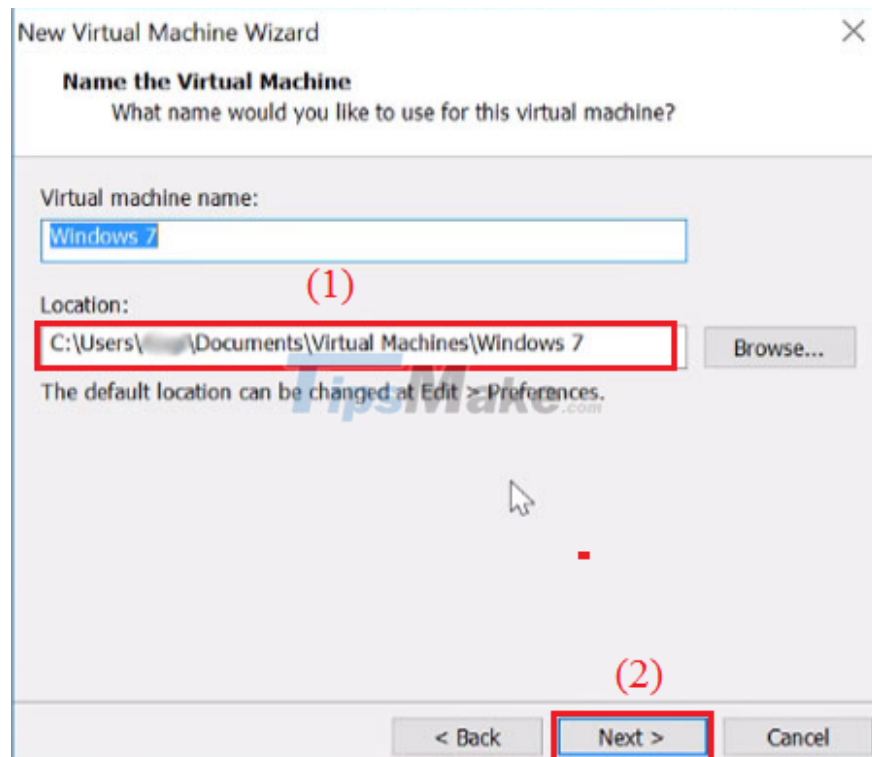 New Virtual Machine Wizard
Name the Virtual Machine
What name would you like to use for this virtual machine?
Virtual machine name:
Windows 7
(1)
Location:
C:\Users\ \Documents\Virtual Machines\Windows 7
Browse...
The default location can be changed at Edit > Preferences.
TipsMake.com
(2)
< Back Next > Cancel